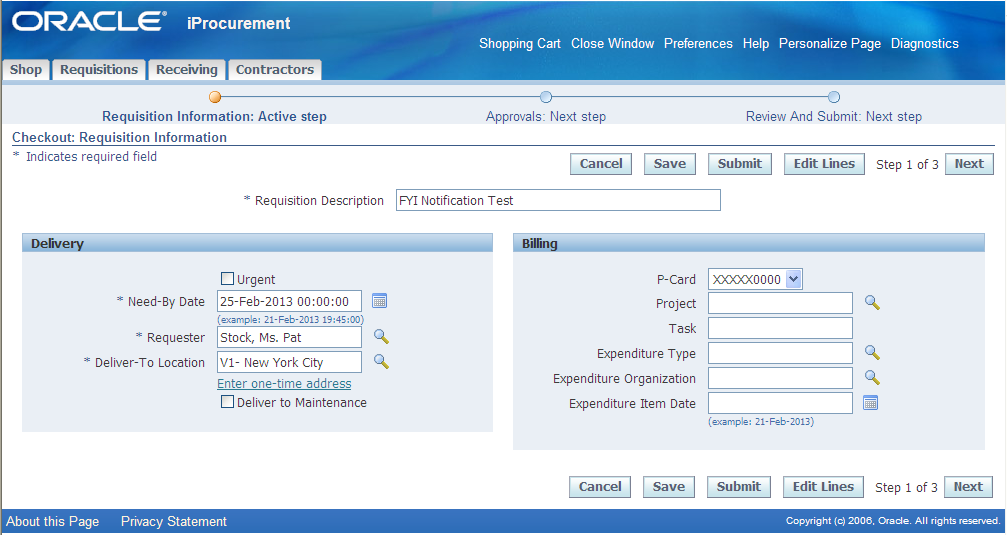 ORACLE® iProcurement
Shopping Cart Close Window Preferences Help Personalize Page Diagnostics
Shop Requisitions Receiving Contractors
Requisition Information: Active step Approvals: Next step Review And Submit: Next step
Checkout: Requisition Information
* Indicates required field
Cancel Save Submit Edit Lines Step 1 of 3 Next
* Requisition Description FYI Notification Test
Delivery
Urgent
* Need-By Date 25-Feb-2013 00:00:00
(example: 21-Feb-2013 19:45:00)
* Requester Stock, Ms. Pat
* Deliver-To Location V1- New York City
Enter one-time address
Deliver to Maintenance
Billing
P-Card XXXXX0000
Project
Task
Expenditure Type
Expenditure Organization
Expenditure Item Date
(example: 21-Feb-2013)
Cancel Save Submit Edit Lines Step 1 of 3 Next
About this Page Privacy Statement Copyright (c) 2006, Oracle. All rights reserved.